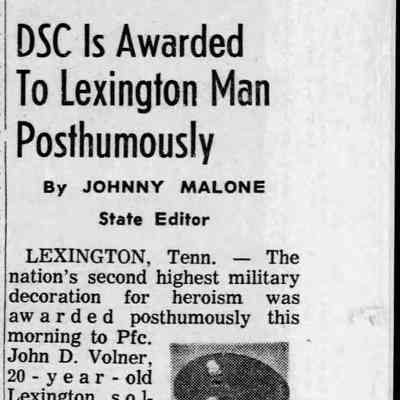 DSC Is Awarded
To Lexington Man
Posthumously
By JOHNNY MALONE
State Editor
LEXINGTON, Tenn. — The
nation's second highest military
decoration for heroism was
awarded posthumously this
morning to Pfc.
John D. Volner,
20-year-old
Lexington sol-